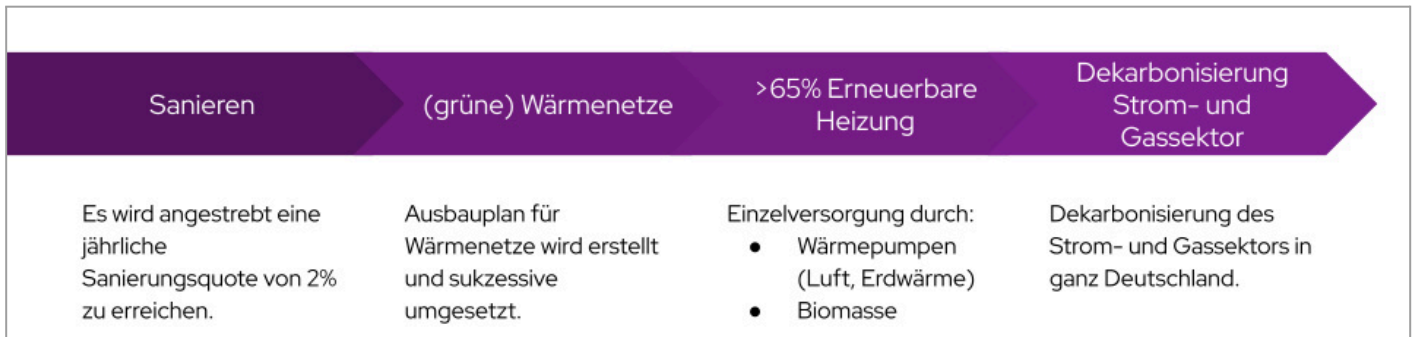 Sanieren
(grüne) Wärmenetze
>65% Erneuerbare
Heizung
Dekarbonisierung
Strom- und
Gassektor
Es wird angestrebt eine
jährliche
Sanierungsquote von 2%
zu erreichen.
Ausbauplan für
Wärmenetze wird erstellt
und sukzessive
umgesetzt.
Einzelversorgung durch:
● Wärmepumpen
(Luft, Erdwärme)
● Biomasse
Dekarbonisierung des
Strom- und Gassektors in
ganz Deutschland.